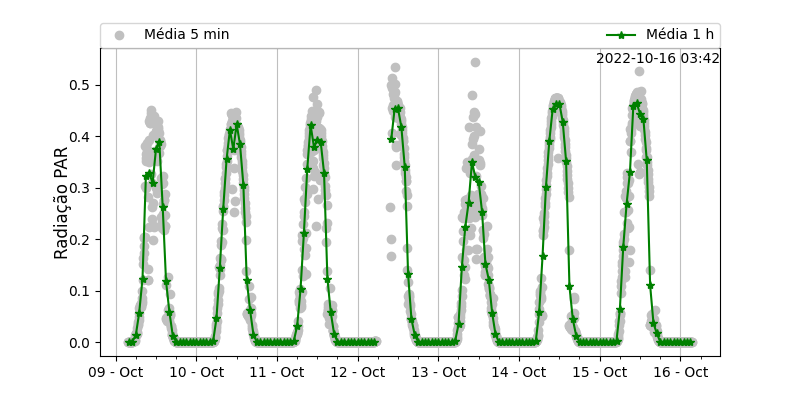 Média 5 min
Média 1 h
2022-10-16 03:42
Radiação PAR
0.5
0.4
0.3
0.2
0.1
0.0
09 - Oct
10 - Oct
11 - Oct
12 - Oct
13 - Oct
14 - Oct
15 - Oct
16 - Oct